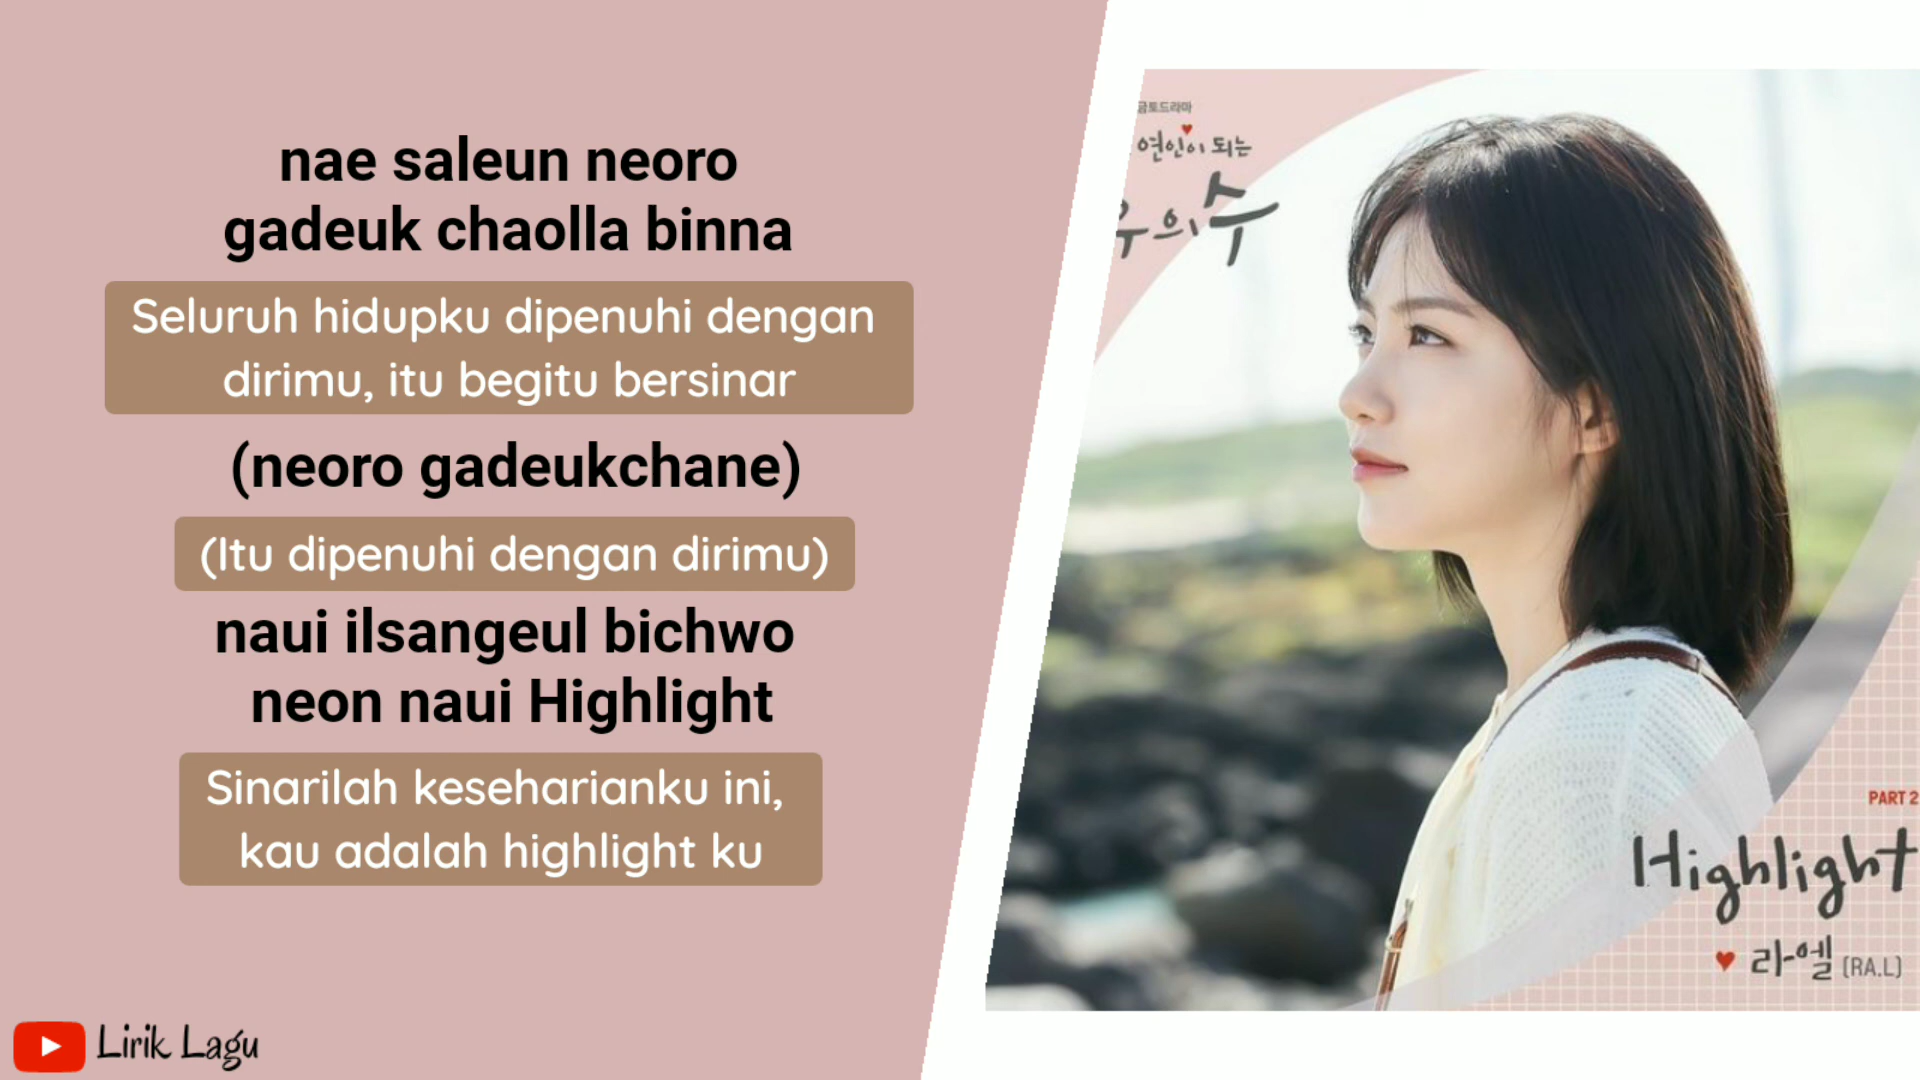 nae saleun neoro
gadeuk chaolla binna
Seluruh hidupku dipenuhi dengan
dirimu, itu begitu bersinar
(neoro gadeukchane)
(Itu dipenuhi dengan dirimu)
naui ilsangeul bichwo
neon naui Highlight
Sinarilah keseharianku ini,
kau adalah highlight ku
Lirik Lagu
금토드라마
연인이 되는
우의수
PART 2
Highlight
라엘 (RA.L)